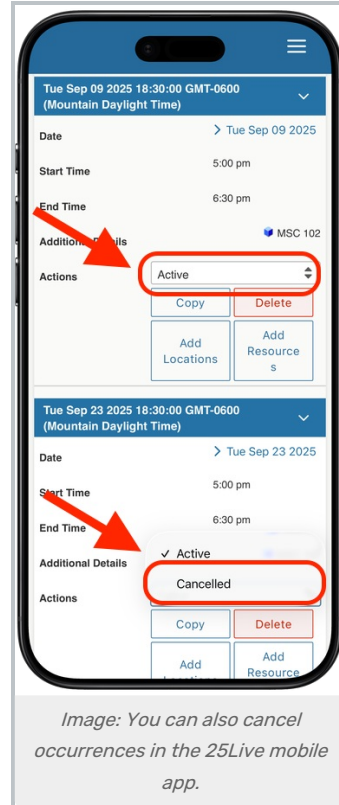 Tue Sep 09 2025 18:30:00 GMT-0600
(Mountain Daylight Time)
Date > Tue Sep 09 2025
Start Time 5:00 pm
End Time 6:30 pm
Additional Details MSC 102
Actions Active
Copy Delete
Add Locations Add Resource
s
Tue Sep 23 2025 18:30:00 GMT-0600
(Mountain Daylight Time)
Date > Tue Sep 23 2025
Start Time 5:00 pm
End Time 6:30 pm
✓ Active
Additional Details
Cancelled
Actions
Copy Delete
Add Add
Resource
Image: You can also cancel
occurrences in the 25Live mobile
app.